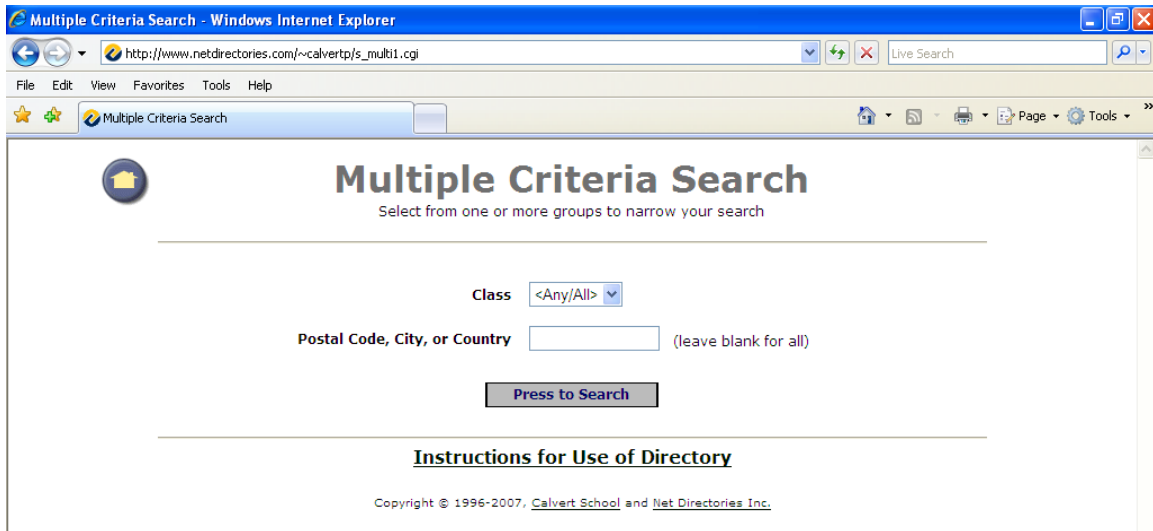 Multiple Criteria Search - Windows Internet Explorer
http://www.netdirectories.com/~calvertp/s_multi1.cgi Live Search
File Edit View Favorites Tools Help
Multiple Criteria Search Page Tools »
Multiple Criteria Search
Select from one or more groups to narrow your search
Class <Any/All>
Postal Code, City, or Country (leave blank for all)
Press to Search
Instructions for Use of Directory
Copyright © 1996-2007, Calvert School and Net Directories Inc.